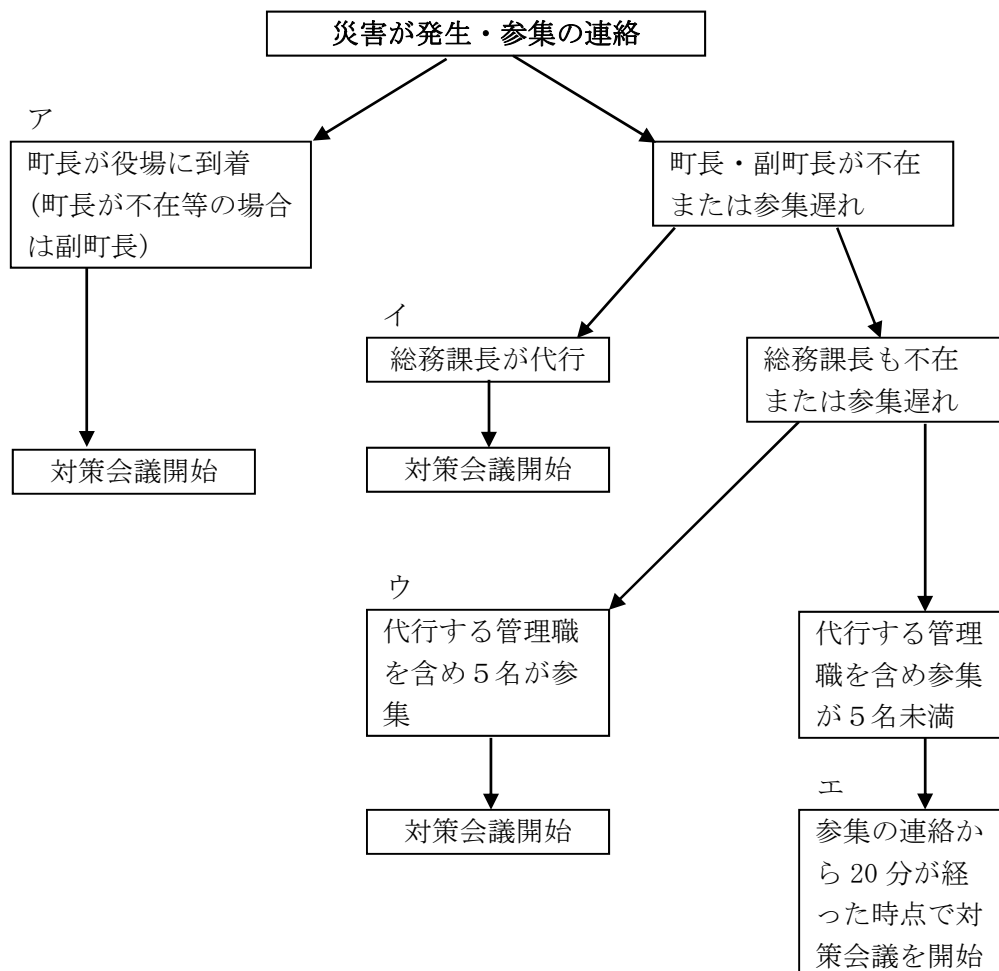 災害が発生・参集の連絡
ア
町長が役場に到着
(町長が不在等の場合
は副町長)
町長・副町長が不在
または参集遅れ
イ
総務課長が代行
総務課長も不在
または参集遅れ
対策会議開始
対策会議開始
ウ
代行する管理職
を含め5名が参
集
代行する管理
職を含め参集
が5名未満
対策会議開始
エ
参集の連絡か
ら 20 分が経
った時点で対
策会議を開始